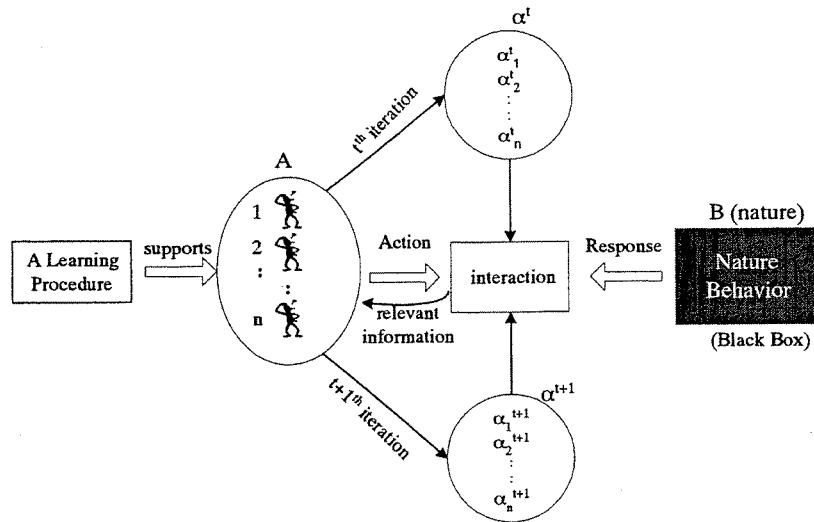 α^t
α^t_1
α^t_2
⋮
α^t_n
t^th iteration
A
1
2
:
:
n
A Learning
Procedure
supports
Action
interaction
relevant
information
Response
B (nature)
Nature
Behavior
(Black Box)
t+1^th iteration
α^t+1
α_1^t+1
α_2^t+1
⋮
α_n^t+1